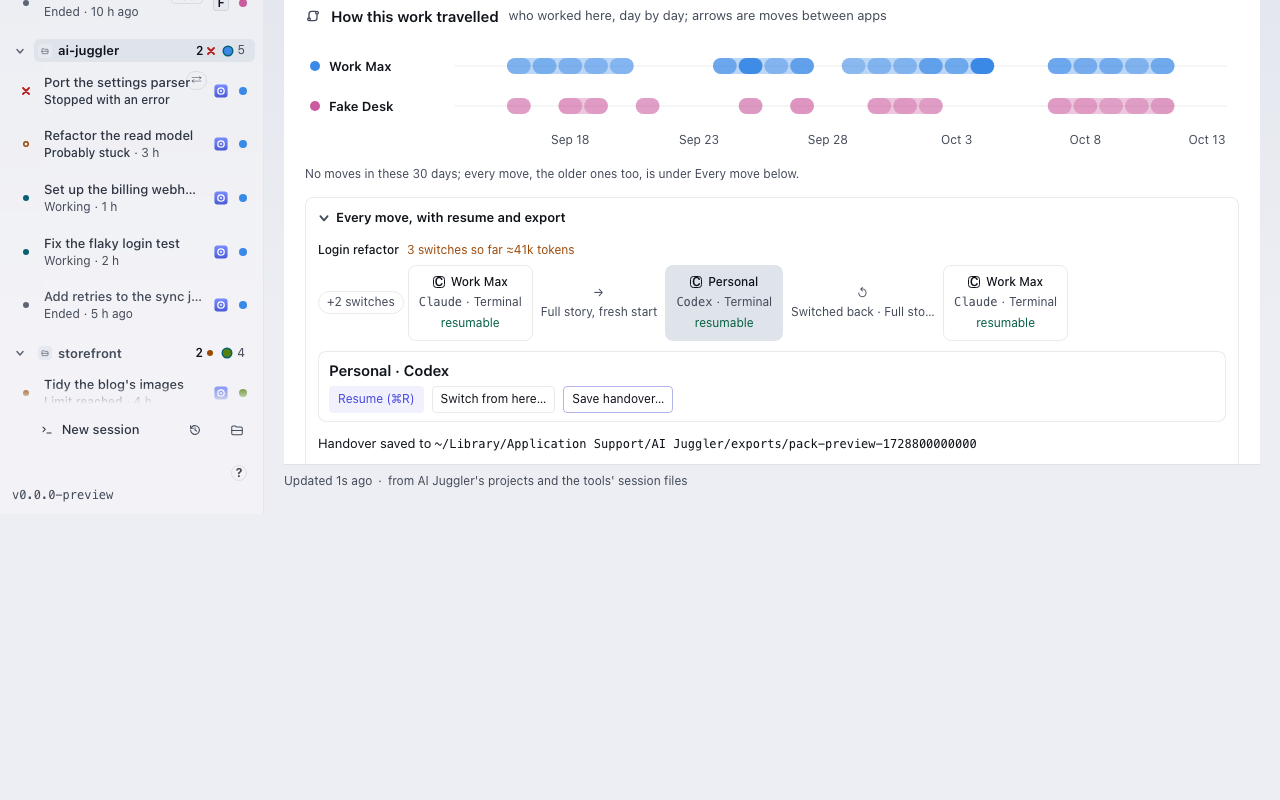 Ended · 10 h ago
F
ai-juggler 2 5
Port the settings parser
Stopped with an error
Refactor the read model
Probably stuck · 3 h
Set up the billing webh...
Working · 1 h
Fix the flaky login test
Working · 2 h
Add retries to the sync j...
Ended · 5 h ago
storefront 2 4
Tidy the blog's images
Limit reached · 4 h
New session
?
v0.0.0-preview
How this work travelled who worked here, day by day; arrows are moves between apps
Work Max
Fake Desk
Sep 18 Sep 23 Sep 28 Oct 3 Oct 8 Oct 13
No moves in these 30 days; every move, the older ones too, is under Every move below.
Every move, with resume and export
Login refactor 3 switches so far ≈41k tokens
+2 switches
C Work Max
Claude · Terminal
resumable
→
Full story, fresh start
C Personal
Codex · Terminal
resumable
Switched back · Full sto...
C Work Max
Claude · Terminal
resumable
Personal · Codex
Resume (⌘R) Switch from here... Save handover...
Handover saved to ~/Library/Application Support/AI Juggler/exports/pack-preview-1728800000000
Updated 1s ago · from AI Juggler's projects and the tools' session files